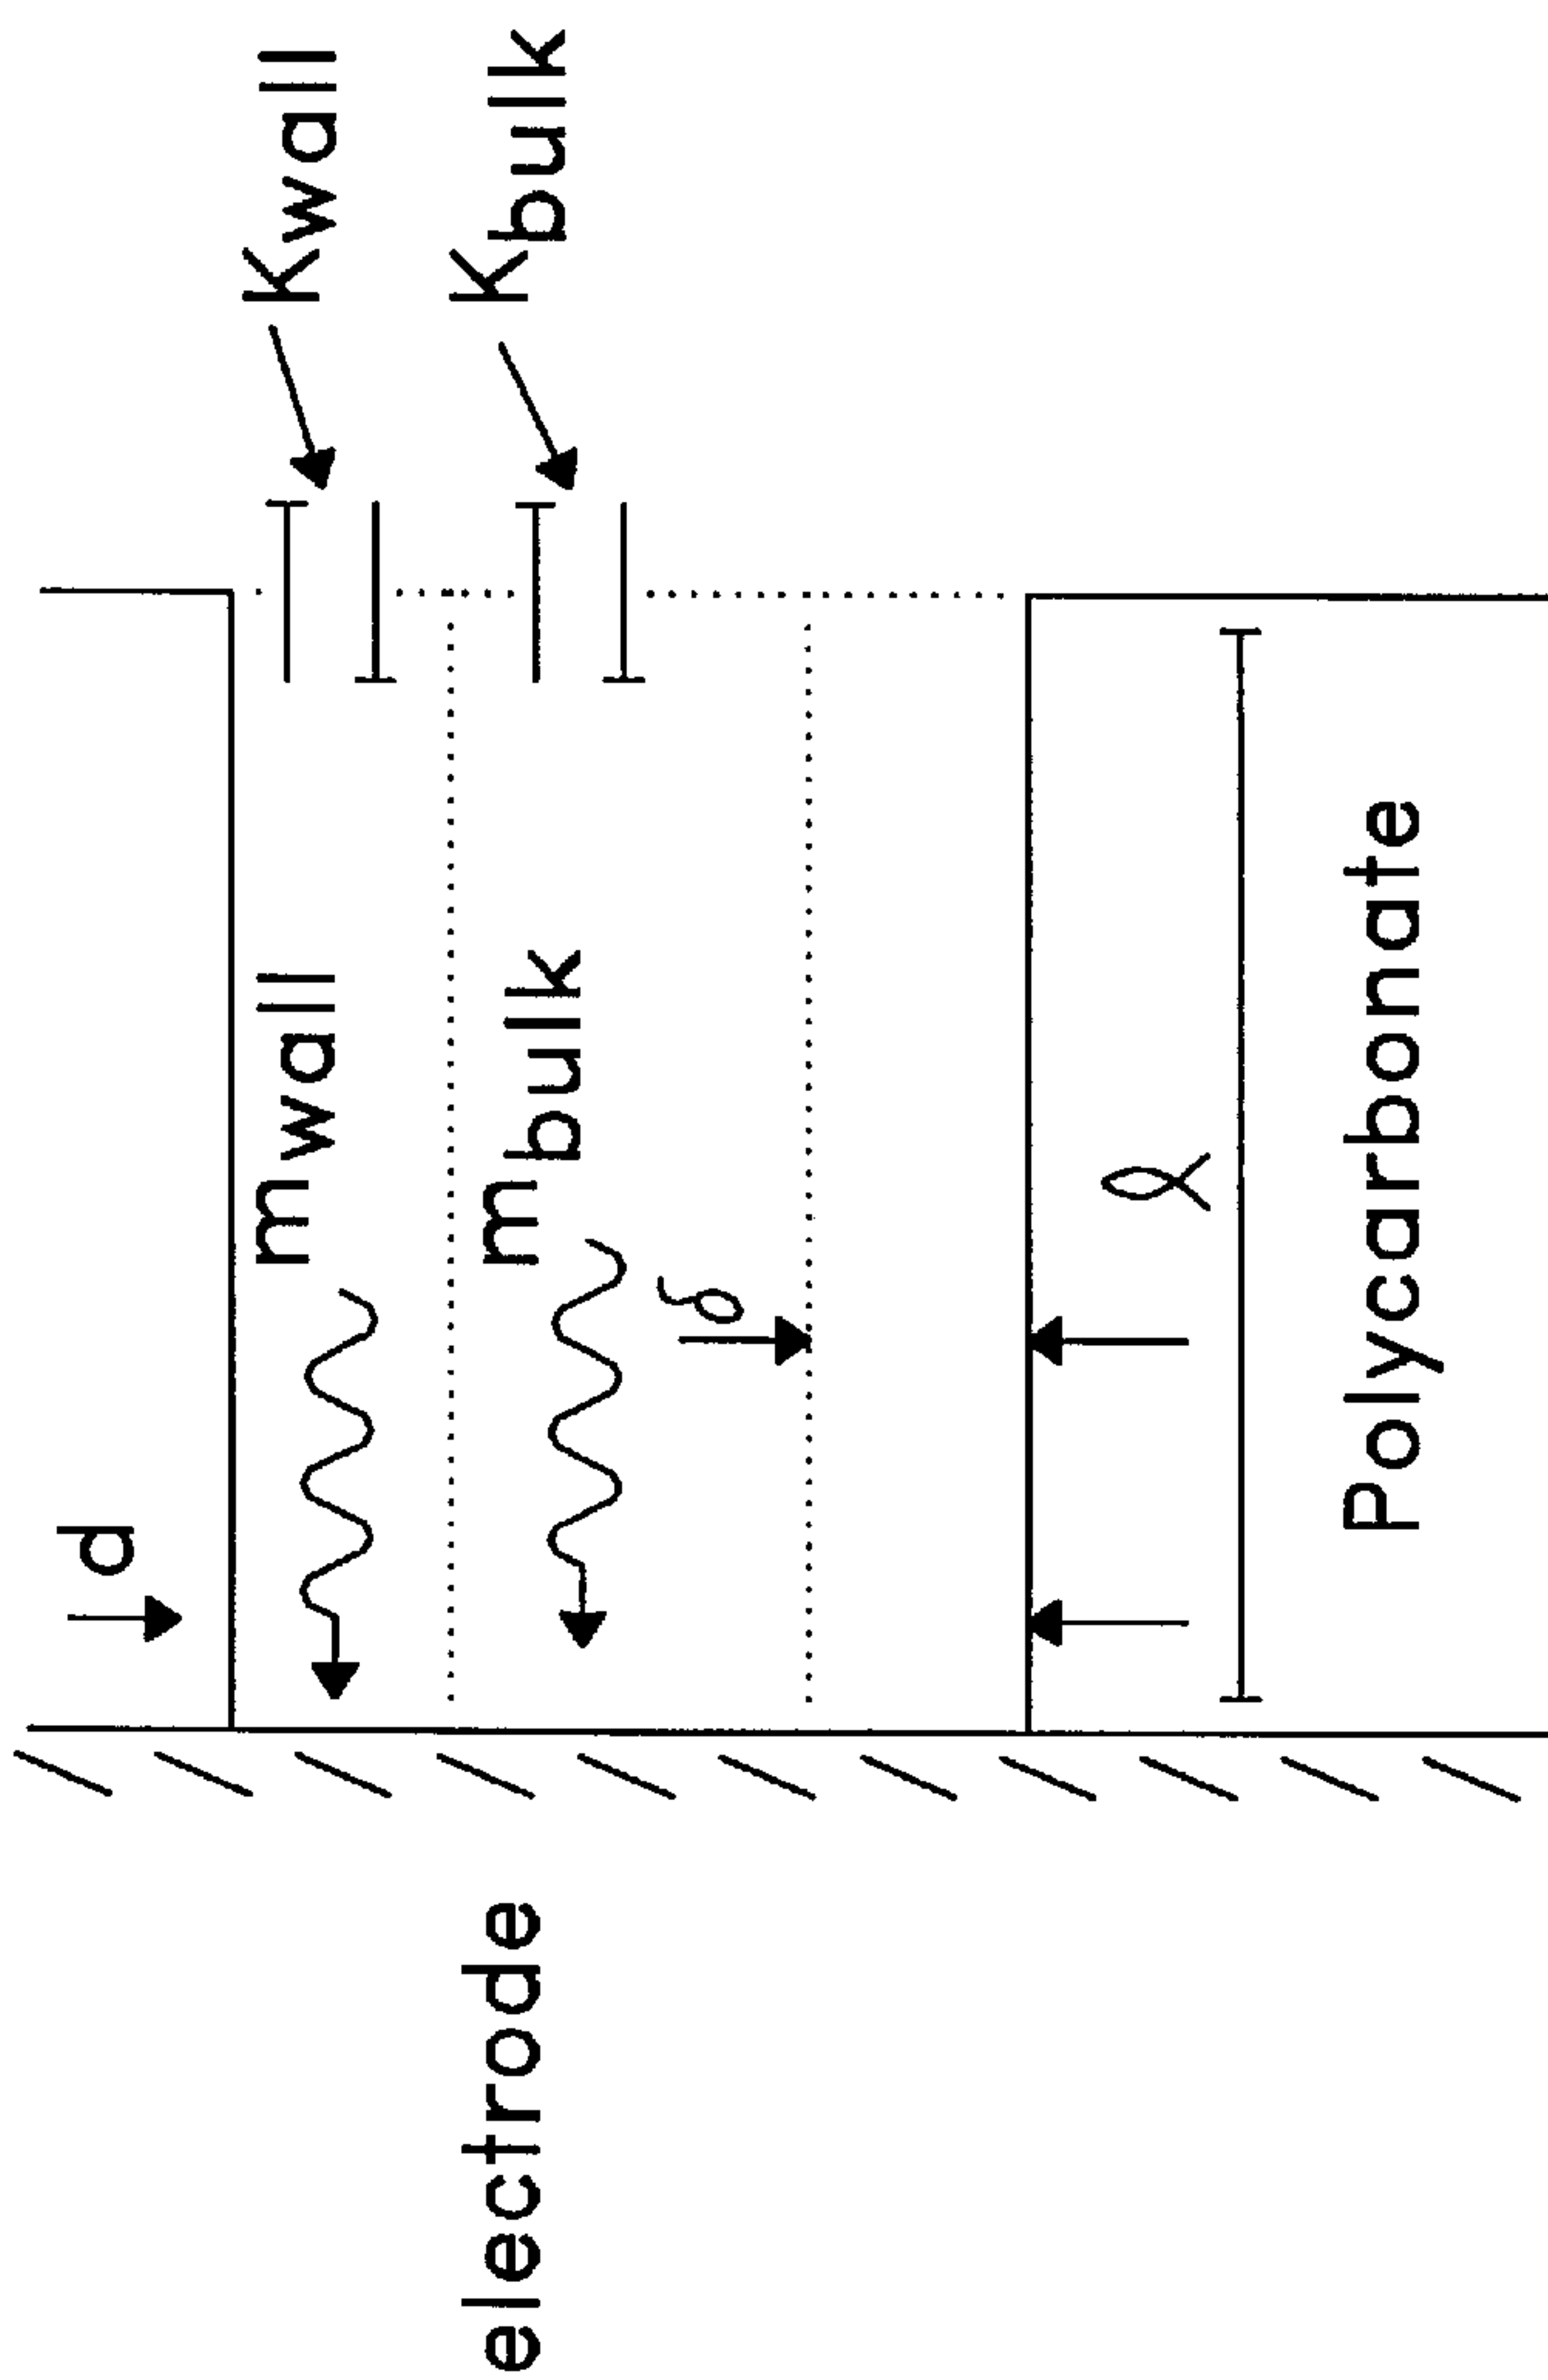 d
Kwall
mwall
Kbulk
mbulk
electrode
δ
ℓ
Polycarbonate